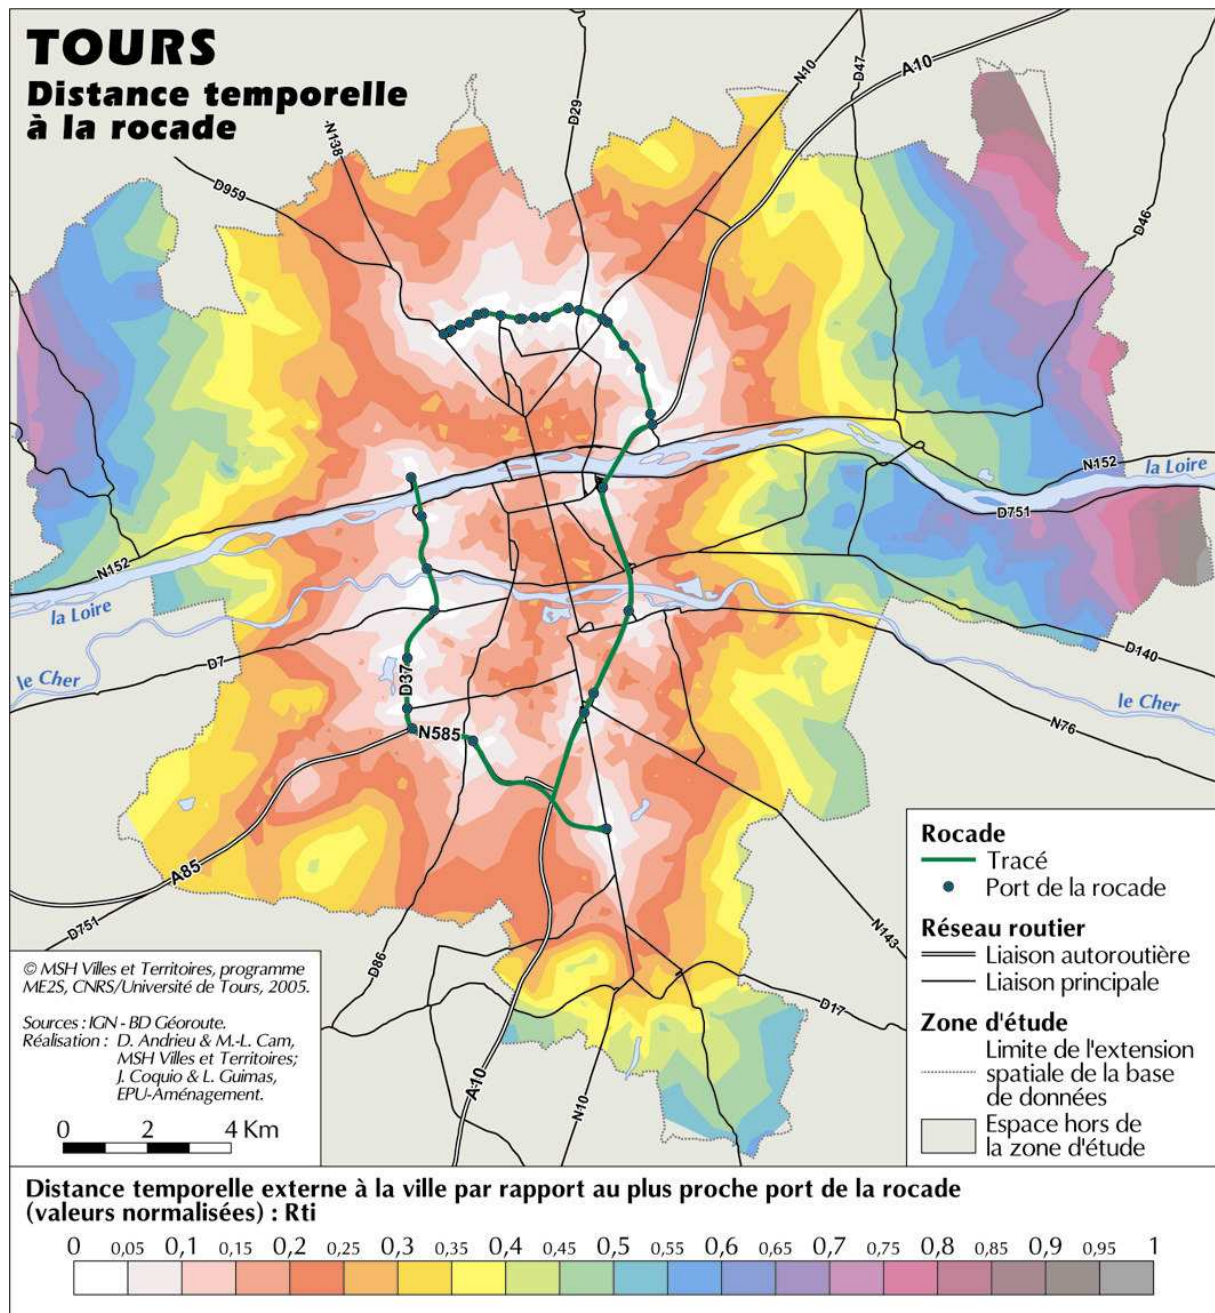 TOURS
Distance temporelle
à la rocade
N138
D959
D29
N10
D47
A10
D46
N152
la Loire
D751
N152
la Loire
D7
le Cher
D37
N585
D140
le Cher
N76
A85
D751
D86
N143
D17
A10
N10
Rocade
Tracé
Port de la rocade
Réseau routier
Liaison autoroutière
Liaison principale
Zone d'étude
Limite de l'extension
spatiale de la base
de données
Espace hors de
la zone d'étude
© MSH Villes et Territoires, programme
ME2S, CNRS/Université de Tours, 2005.
Sources : IGN - BD Géoroute.
Réalisation : D. Andrieu & M.-L. Cam,
MSH Villes et Territoires;
J. Coquio & L. Guimas,
EPU-Aménagement.
0 2 4 Km
Distance temporelle externe à la ville par rapport au plus proche port de la rocade
(valeurs normalisées) : Rti
0 0,05 0,1 0,15 0,2 0,25 0,3 0,35 0,4 0,45 0,5 0,55 0,6 0,65 0,7 0,75 0,8 0,85 0,9 0,95 1